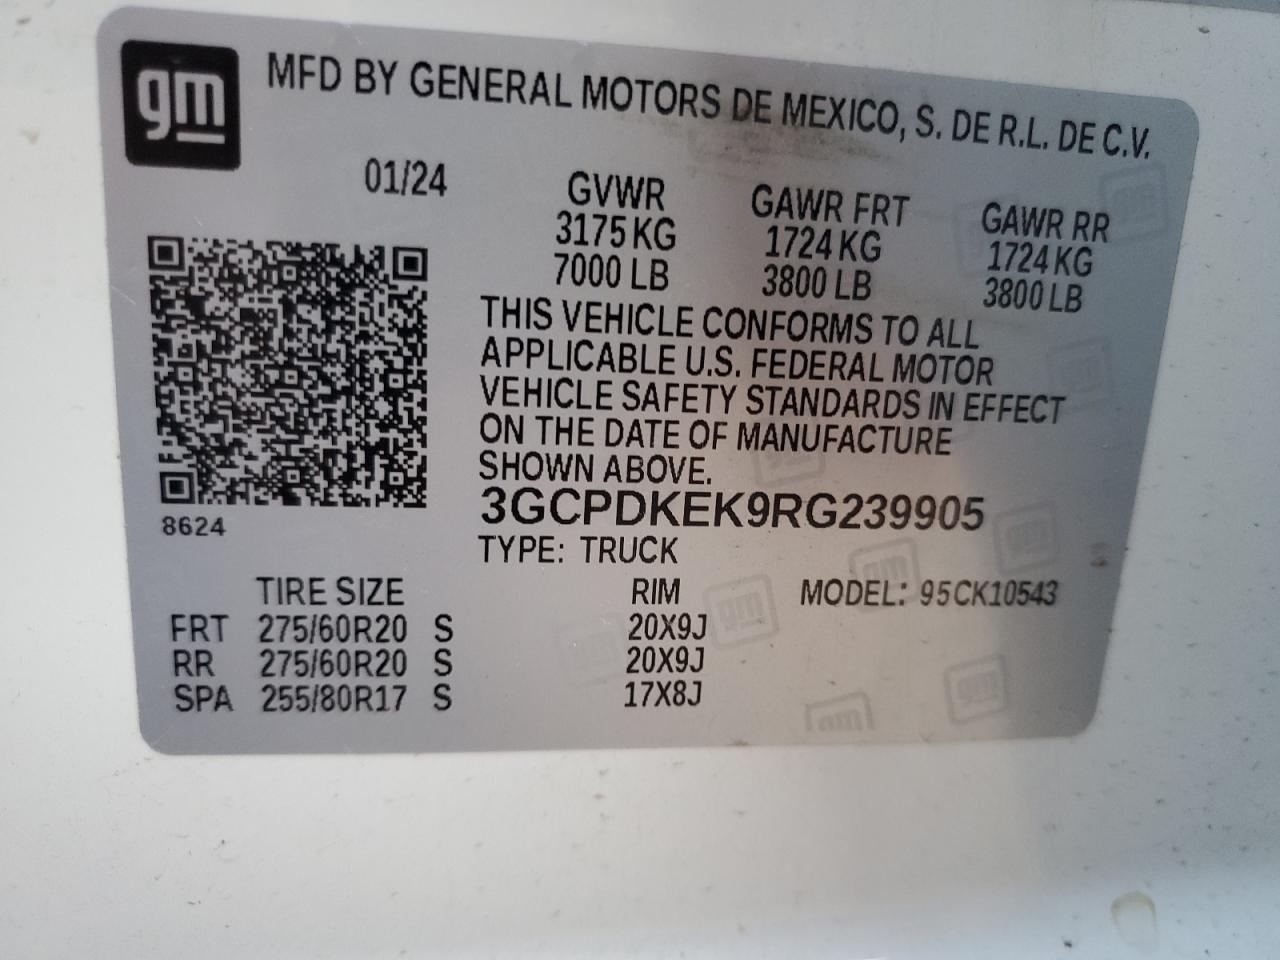 gm
MFD BY GENERAL MOTORS DE MEXICO, S. DE R.L. DE C.V.
01/24 GVWR GAWR FRT GAWR RR
3175 KG 1724 KG 1724 KG
7000 LB 3800 LB 3800 LB
THIS VEHICLE CONFORMS TO ALL
APPLICABLE U.S. FEDERAL MOTOR
VEHICLE SAFETY STANDARDS IN EFFECT
ON THE DATE OF MANUFACTURE
SHOWN ABOVE.
3GCPDKEK9RG239905
8624
TYPE: TRUCK
TIRE SIZE RIM MODEL: 95CK10543
FRT 275/60R20 S 20X9J
RR 275/60R20 S 20X9J
SPA 255/80R17 S 17X8J